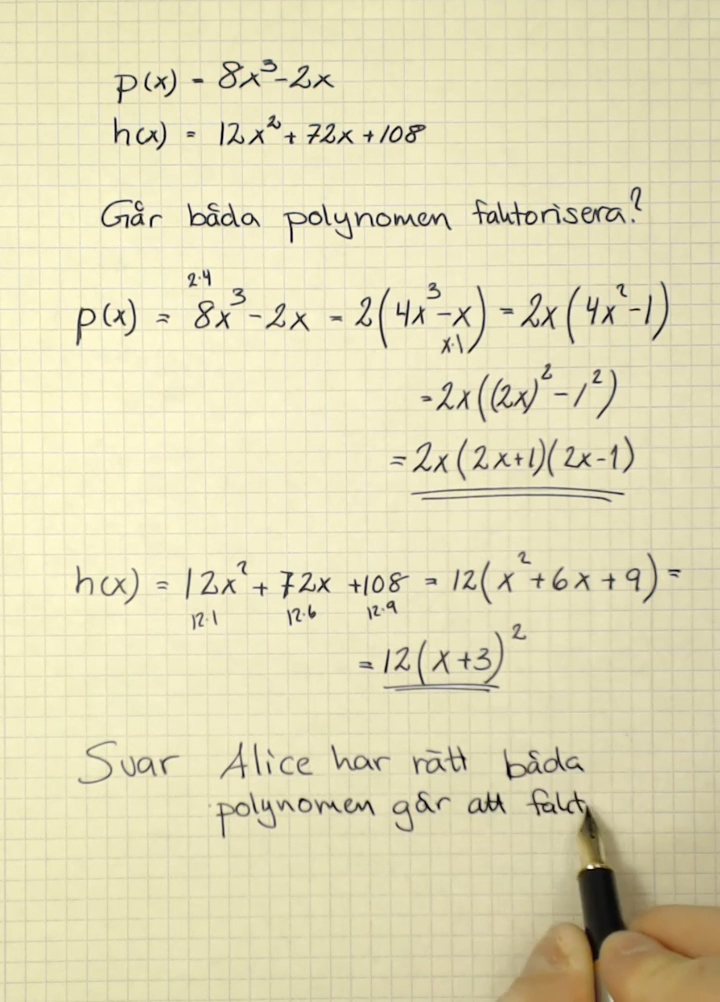 p(x) = 8x³-2x
h(x) = 12x²+72x+108
Går båda polynomen faktorisera?
2·4
p(x) = 8x³-2x = 2(4x³-x) = 2x(4x²-1)
x·1
=2x((2x)²-1²)
=2x(2x+1)(2x-1)
h(x) = 12x²+72x+108 = 12(x²+6x+9)=
12·1 12·6 12·9
=12(x+3)²
Svar Alice har rätt båda
polynomen går att fakt